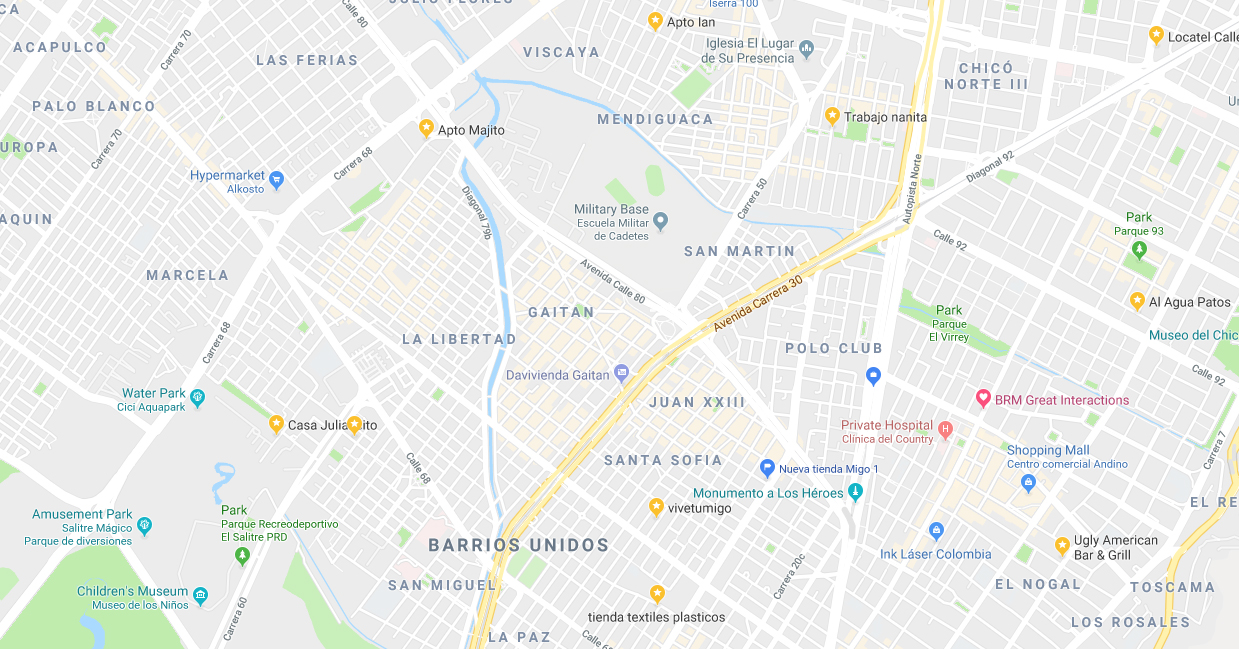 JULIO FLORES
Iserra 100
Calle 80
Apto Ian
Locatel Calle
ACAPULCO
Carrera 70
LAS FERIAS
VISCAYA
Iglesia El Lugar
de Su Presencia
CHICÓ
NORTE III
PALO BLANCO
MENDIGUACA
Trabajo nanita
Apto Majito
Carrera 70
Carrera 68
UROPA
Diagonal 92
Hypermarket
Alkosto
Autopista Norte
Carrera 50
Diagonal 79b
Military Base
Escuela Militar
de Cadetes
AQUIN
Park
Parque 93
Calle 92
SAN MARTIN
MARCELA
Avenida Calle 80
Avenida Carrera 30
Al Agua Patos
GAITAN
Park
Parque
El Virrey
Carrera 68
LA LIBERTAD
POLO CLUB
Museo del Chic
Davivienda Gaitan
Calle 92
Water Park
Cici Aquapark
JUAN XXIII
BRM Great Interactions
Casa Julia
ito
Private Hospital
Clínica del Country
Carrera 7
Shopping Mall
Centro comercial Andino
SANTA SOFIA
Calle 68
Nueva tienda Migo 1
Monumento a Los Héroes
EL RE
vivetumigo
Amusement Park
Salitre Mágico
Parque de diversiones
Park
Parque Recreodeportivo
El Salitre PRD
BARRIOS UNIDOS
Ink Láser Colombia
Ugly American
Bar & Grill
Carrera 20c
SAN MIGUEL
EL NOGAL
TOSCAMA
Children's Museum
Museo de los Niños
Carrera 60
tienda textiles plasticos
LOS ROSALES
LA PAZ
Calle 68